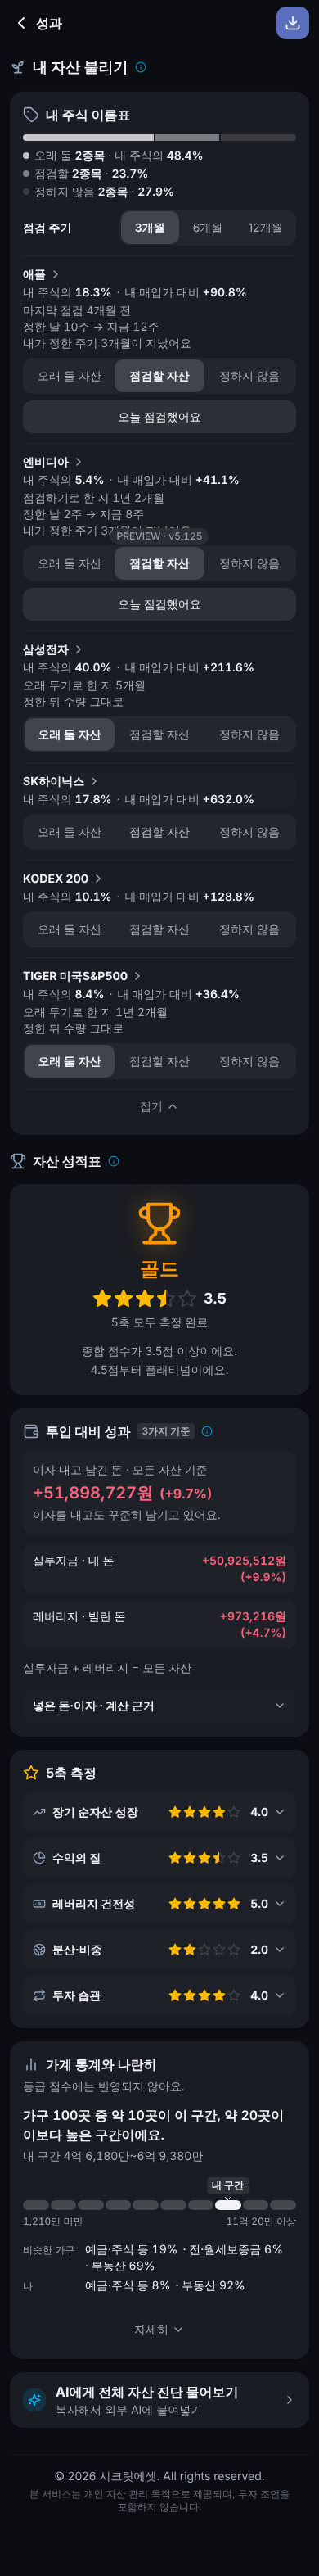 성과
내 자산 불리기
내 주식 이름표
오래 둘 2종목 · 내 주식의 48.4%
점검할 2종목 · 23.7%
정하지 않음 2종목 · 27.9%
점검 주기 3개월 6개월 12개월
애플
내 주식의 18.3% · 내 매입가 대비 +90.8%
마지막 점검 4개월 전
정한 날 10주 → 지금 12주
내가 정한 주기 3개월이 지났어요
오래 둘 자산 점검할 자산 정하지 않음
오늘 점검했어요
엔비디아
내 주식의 5.4% · 내 매입가 대비 +41.1%
점검하기로 한 지 1년 2개월
정한 날 2주 → 지금 8주
내가 정한 주기 3개월이 지났어요
PREVIEW · v5.125
오래 둘 자산 점검할 자산 정하지 않음
오늘 점검했어요
삼성전자
내 주식의 40.0% · 내 매입가 대비 +211.6%
오래 두기로 한 지 5개월
정한 뒤 수량 그대로
오래 둘 자산 점검할 자산 정하지 않음
SK하이닉스
내 주식의 17.8% · 내 매입가 대비 +632.0%
오래 둘 자산 점검할 자산 정하지 않음
KODEX 200
내 주식의 10.1% · 내 매입가 대비 +128.8%
오래 둘 자산 점검할 자산 정하지 않음
TIGER 미국S&P500
내 주식의 8.4% · 내 매입가 대비 +36.4%
오래 두기로 한 지 1년 2개월
정한 뒤 수량 그대로
오래 둘 자산 점검할 자산 정하지 않음
접기
자산 성적표
골드
3.5
5축 모두 측정 완료
종합 점수가 3.5점 이상이에요.
4.5점부터 플래티넘이에요.
투입 대비 성과 3가지 기준
이자 내고 남긴 돈 · 모든 자산 기준
+51,898,727원 (+9.7%)
이자를 내고도 꾸준히 남기고 있어요.
실투자금 · 내 돈 +50,925,512원
(+9.9%)
레버리지 · 빌린 돈 +973,216원
(+4.7%)
실투자금 + 레버리지 = 모든 자산
넣은 돈·이자 · 계산 근거
5축 측정
장기 순자산 성장 4.0
수익의 질 3.5
레버리지 건전성 5.0
분산·비중 2.0
투자 습관 4.0
가계 통계와 나란히
등급 점수에는 반영되지 않아요.
가구 100곳 중 약 10곳이 이 구간, 약 20곳이
이보다 높은 구간이에요.
내 구간 4억 6,180만~6억 9,380만
내 구간
1,210만 미만 11억 20만 이상
비슷한 가구 예금·주식 등 19% · 전·월세보증금 6%
· 부동산 69%
나 예금·주식 등 8% · 부동산 92%
자세히
AI에게 전체 자산 진단 물어보기
복사해서 외부 AI에 붙여넣기
© 2026 시크릿에셋. All rights reserved.
본 서비스는 개인 자산 관리 목적으로 제공되며, 투자 조언을
포함하지 않습니다.